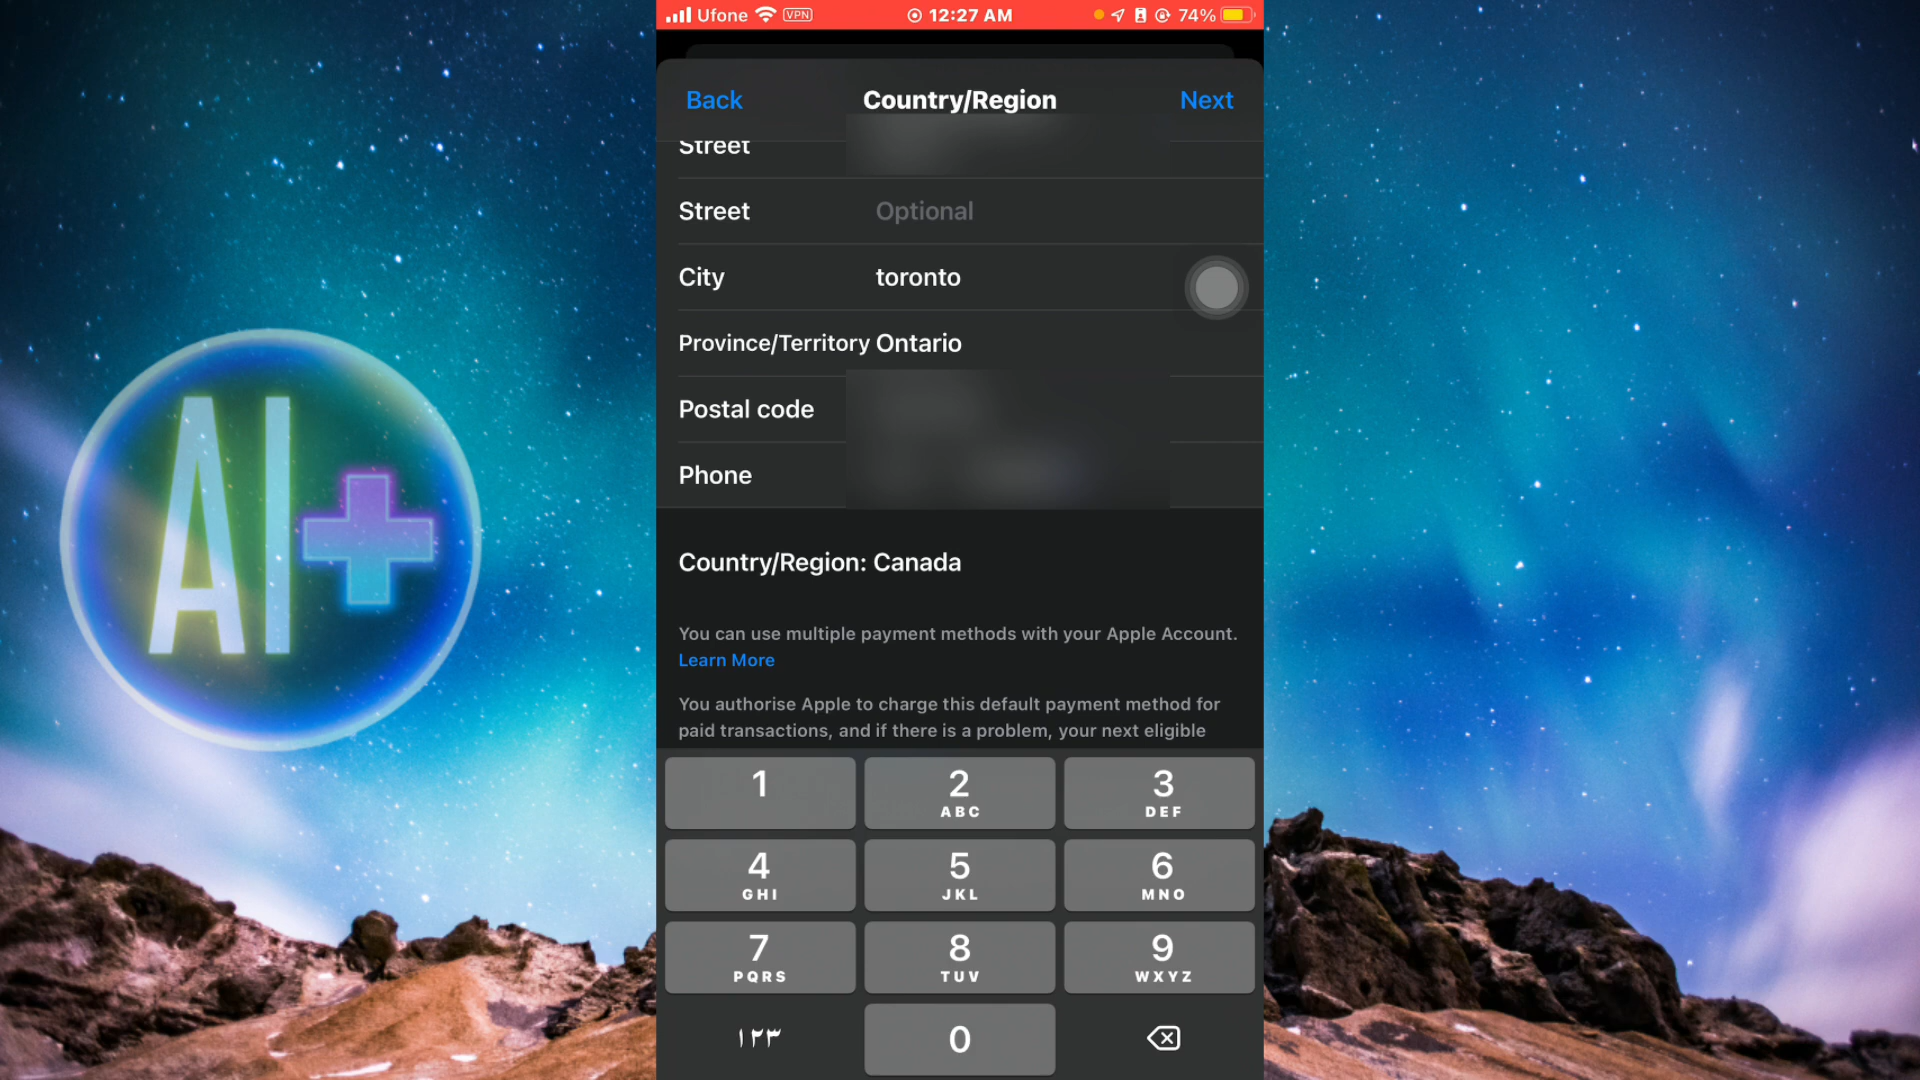 Ufone VPN 12:27 AM 74%
Back Country/Region Next
Street
Street Optional
City toronto
Province/Territory Ontario
Postal code
Phone
Country/Region: Canada
You can use multiple payment methods with your Apple Account.
Learn More
You authorise Apple to charge this default payment method for
paid transactions, and if there is a problem, your next eligible
1 2 3
ABC DEF
4 5 6
GHI JKL MNO
7 8 9
PQRS TUV WXYZ
۱۲۳ 0
AI+